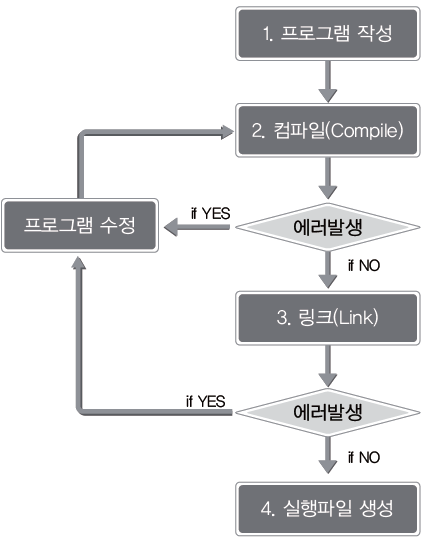 1. 프로그램 작성
2. 컴파일(Compile)
프로그램 수정
if YES
에러발생
if NO
3. 링크(Link)
if YES
에러발생
if NO
4. 실행파일 생성